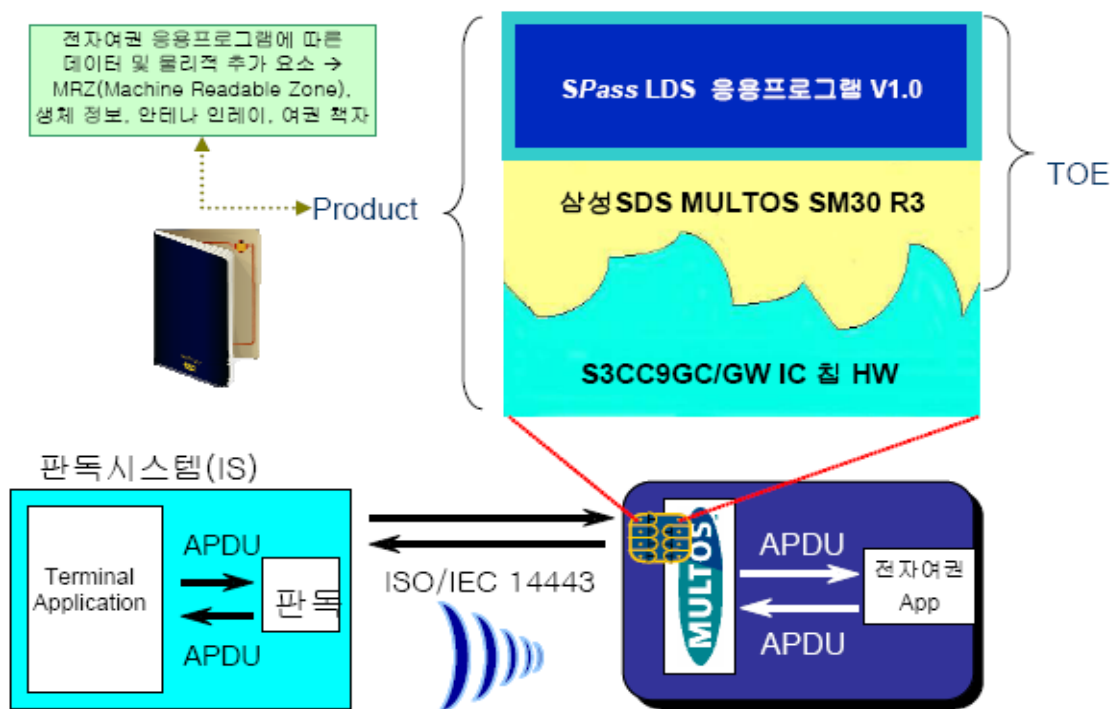 전자여권 응용프로그램에 따른
데이터 및 물리적 추가 요소 →
MRZ(Machine Readable Zone),
생체 정보, 안테나 인레이, 여권 책자
Product
SPass LDS 응용프로그램 V1.0
삼성SDS MULTOS SM30 R3
S3CC9GC/GW IC 칩 HW
TOE
판독시스템(IS)
Terminal
Application
APDU
APDU
판독
ISO/IEC 14443
MULTOS
APDU
APDU
전자여권
App